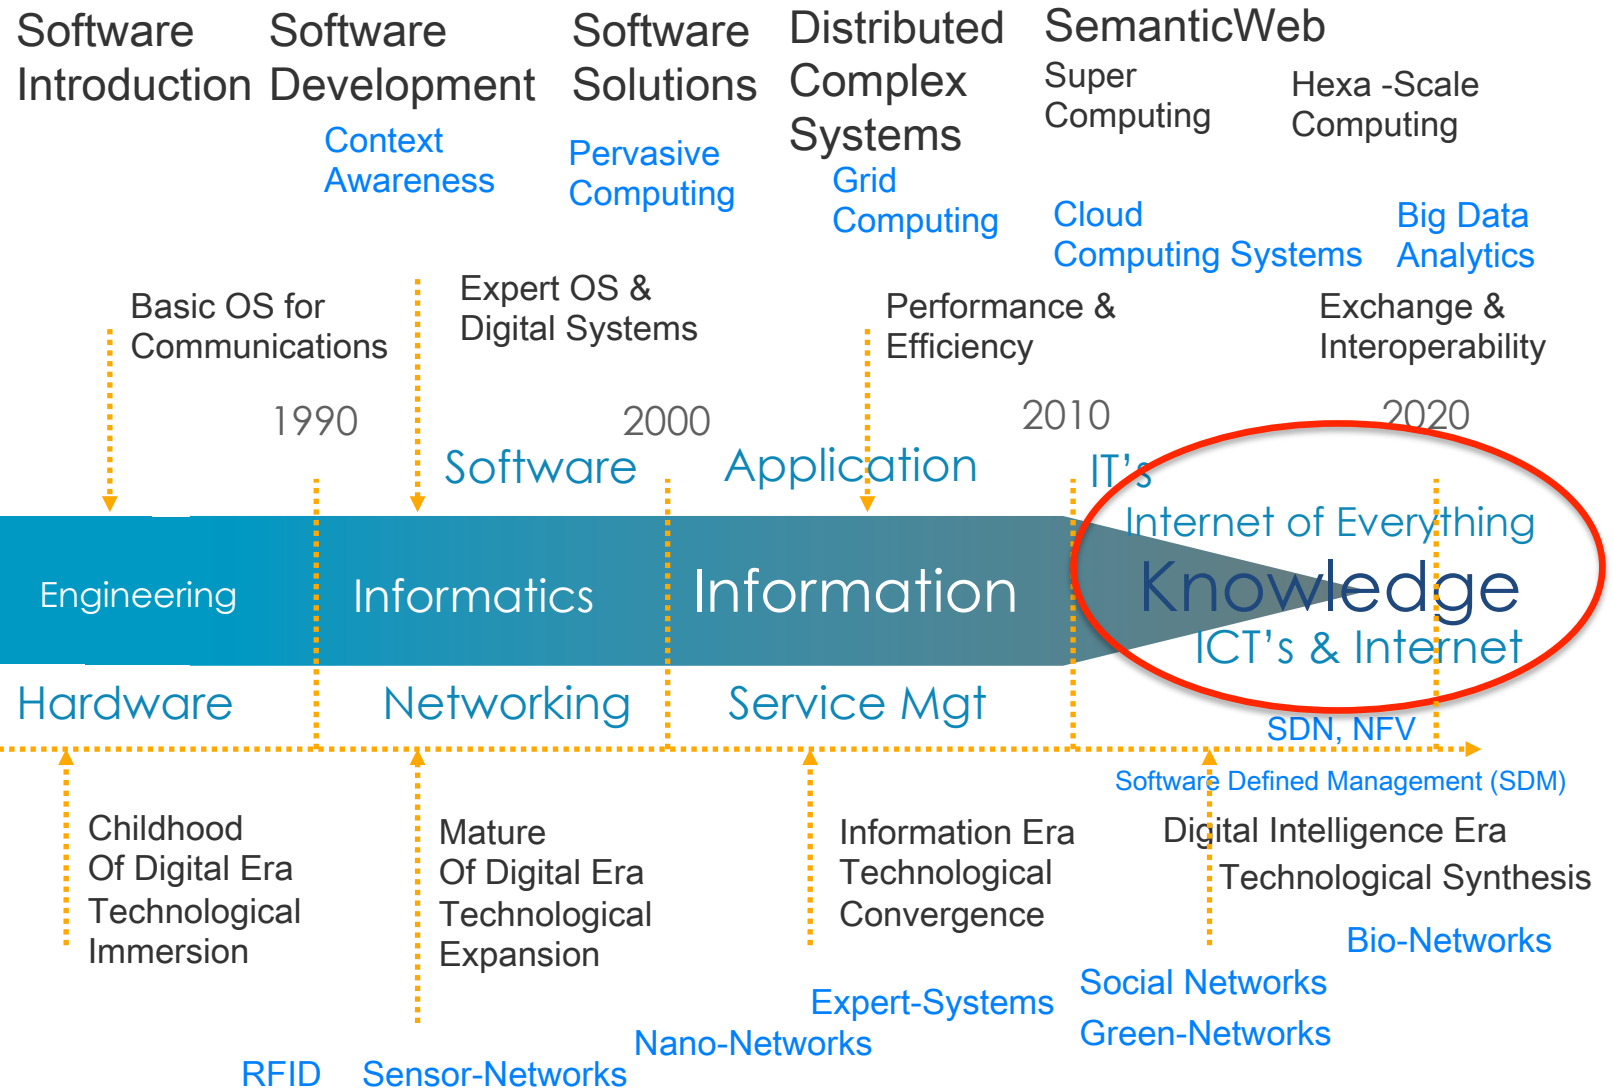 Software
Introduction
Software
Development
Software
Solutions
Distributed
Complex
Systems
SemanticWeb
Super
Computing
Hexa -Scale
Computing
Context
Awareness
Pervasive
Computing
Grid
Computing
Cloud
Computing Systems
Big Data
Analytics
Basic OS for
Communications
Expert OS &
Digital Systems
Performance &
Efficiency
Exchange &
Interoperability
1990
2000
2010
2020
Software
Application
IT's
Internet of Everything
Engineering
Informatics
Information
Knowledge
ICT's & Internet
Hardware
Networking
Service Mgt
SDN, NFV
Software Defined Management (SDM)
Childhood
Of Digital Era
Technological
Immersion
Mature
Of Digital Era
Technological
Expansion
Information Era
Technological
Convergence
Digital Intelligence Era
Technological Synthesis
Bio-Networks
Social Networks
Green-Networks
Expert-Systems
Nano-Networks
RFID
Sensor-Networks